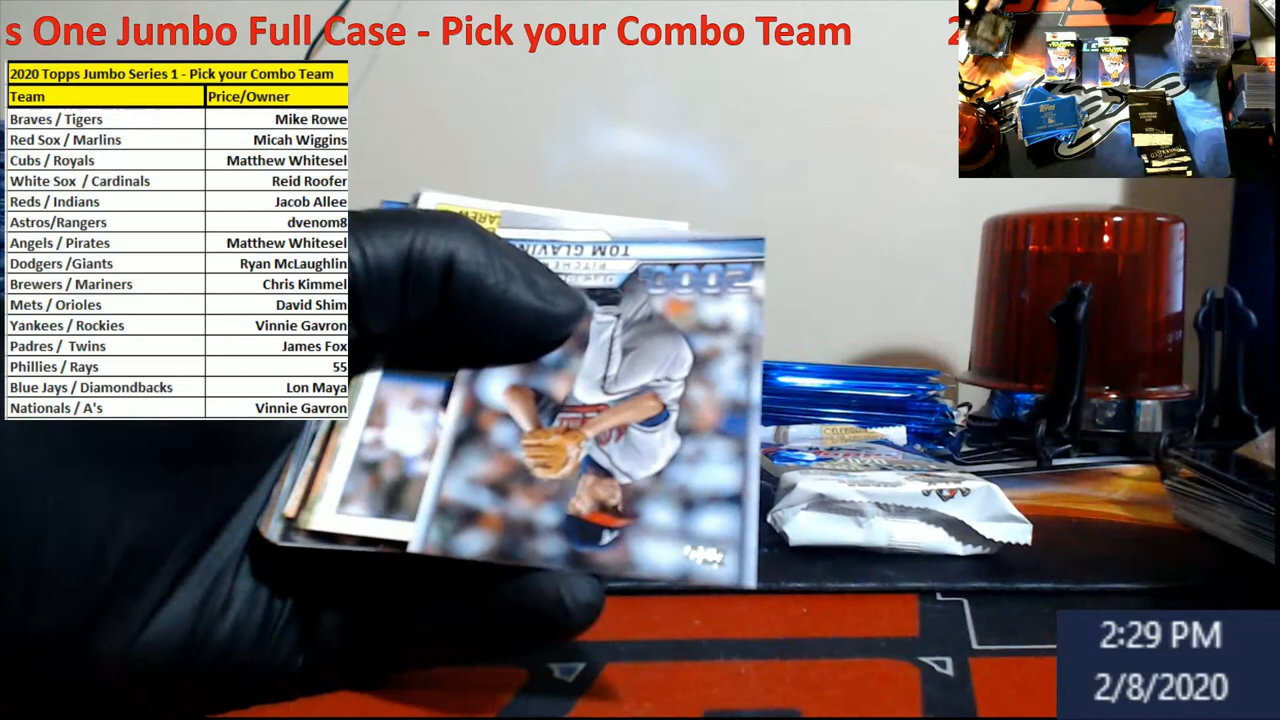 s One Jumbo Full Case - Pick your Combo Team 2
2020 Topps Jumbo Series 1 - Pick your Combo Team
Team Price/Owner
Braves / Tigers Mike Rowe
Red Sox / Marlins Micah Wiggins
Cubs / Royals Matthew Whitesel
White Sox / Cardinals Reid Roofer
Reds / Indians Jacob Allee
Astros/Rangers dvenom8
Angels / Pirates Matthew Whitesel
Dodgers /Giants Ryan McLaughlin
Brewers / Mariners Chris Kimmel
Mets / Orioles David Shim
Yankees / Rockies Vinnie Gavron
Padres / Twins James Fox
Phillies / Rays 55
Blue Jays / Diamondbacks Lon Maya
Nationals / A's Vinnie Gavron
TOM GLAVIN
PITCHE
2000
2:29 PM
2/8/2020